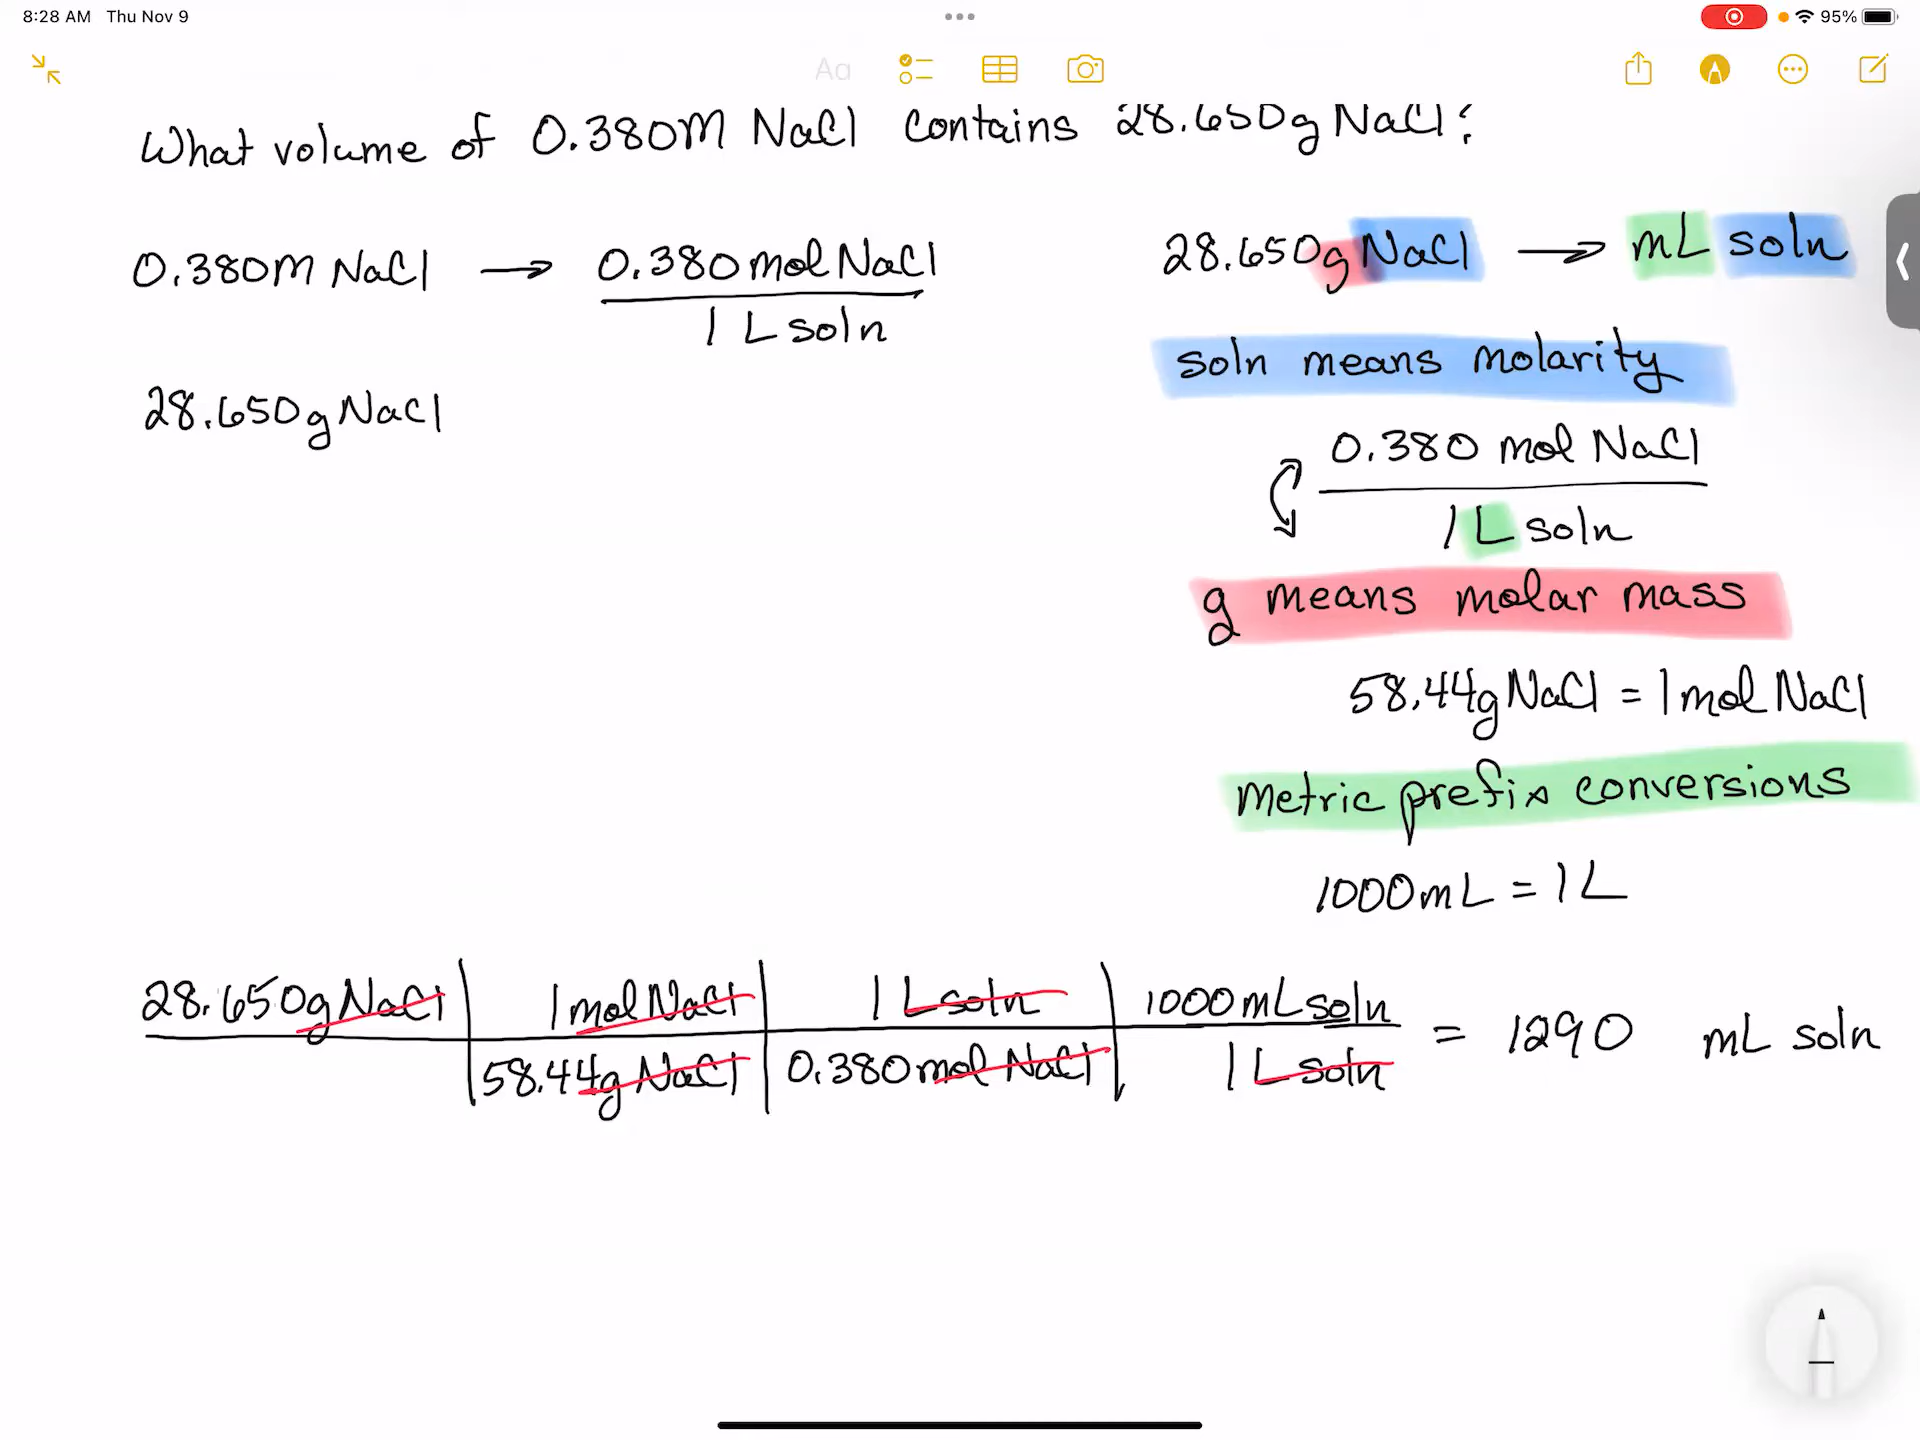 8:28 AM Thu Nov 9
95%
Aa
What volume of 0.380M NaCl contains 28.650g NaCl?
0.380M NaCl → 0.380 mol NaCl
1 L soln
28.650g NaCl
28.650g NaCl → mL soln
soln means molarity
0.380 mol NaCl
1 L soln
g means molar mass
58.44g NaCl = 1 mol NaCl
Metric prefix conversions
1000 mL = 1 L
28.650g NaCl | 1 mol NaCl | 1 L soln | 1000 mL soln = 1290 mL soln
58.44g NaCl | 0.380 mol NaCl | 1 L soln